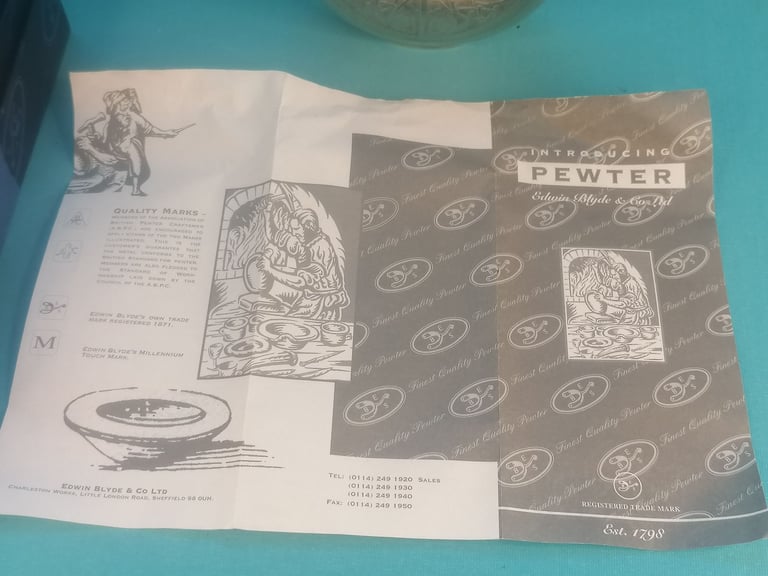 QUALITY MARKS -
MEMBERS OF THE ASSOCIATION OF
BRITISH PEWTER CRAFTSMEN
(A.B.P.C.) ARE ENCOURAGED TO
APPLY EITHER OF THE TWO MARKS
ILLUSTRATED. THIS IS THE
CUSTOMER'S GUARANTEE THAT
THE METAL CONFORMS TO THE
BRITISH STANDARD FOR PEWTER.
MEMBERS ARE ALSO PLEDGED TO
THE STANDARD OF WORK-
MANSHIP LAID DOWN BY THE
COUNCIL OF THE A.B.P.C.
EDWIN BLYDE'S OWN TRADE
MARK REGISTERED 1871.
M
EDWIN BLYDE'S MILLENNIUM
TOUCH MARK.
EDWIN BLYDE & CO LTD
CHARLESTON WORKS, LITTLE LONDON ROAD, SHEFFIELD S8 0UH.
TEL: (0114) 249 1920 SALES
(0114) 249 1930
(0114) 249 1940
FAX: (0114) 249 1950
INTRODUCING
PEWTER
Edwin Blyde & Co Ltd
Finest Quality Pewter
REGISTERED TRADE MARK
Est. 1798